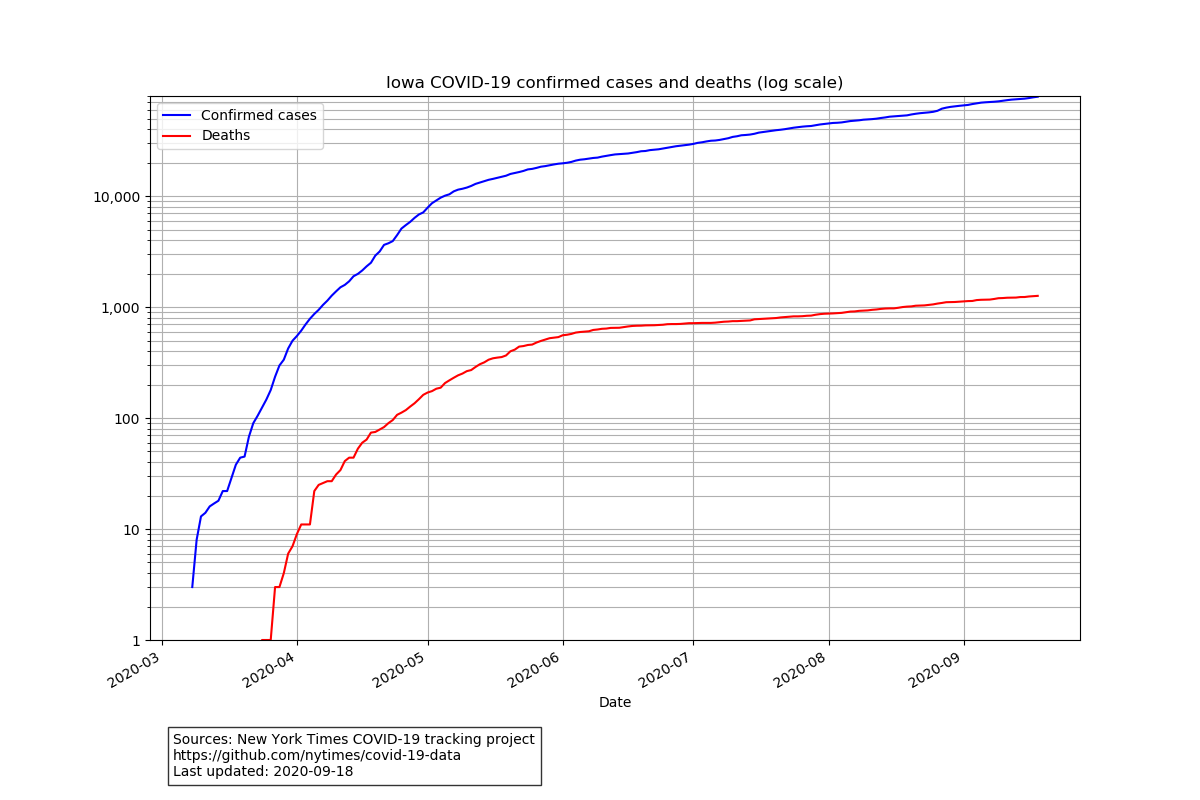 Iowa COVID-19 confirmed cases and deaths (log scale)
Confirmed cases
Deaths
10,000
1,000
100
10
1
2020-03
2020-04
2020-05
2020-06
2020-07
2020-08
2020-09
Date
Sources: New York Times COVID-19 tracking project
https://github.com/nytimes/covid-19-data
Last updated: 2020-09-18